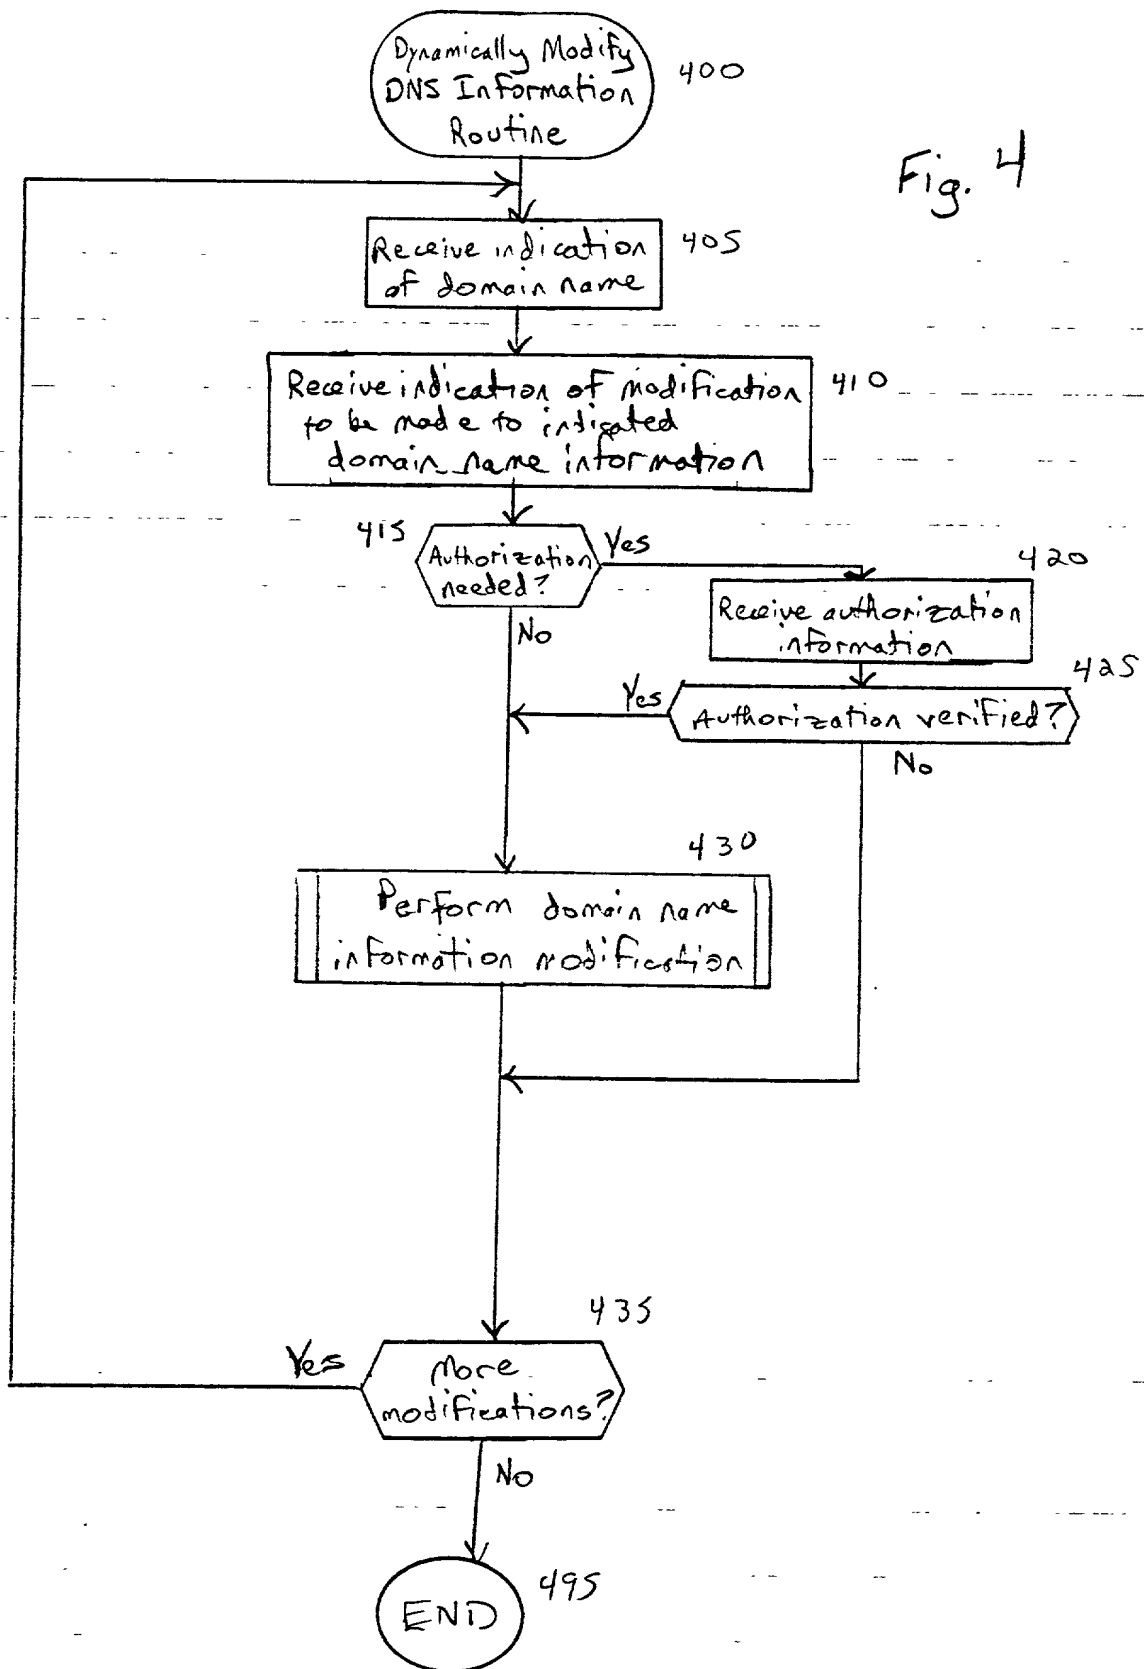 Dynamically Modify
DNS Information
Routine
400
Fig. 4
Receive indication
of domain name
405
Receive indication of modification
to be made to indicated
domain name information
410
415
Authorization
needed?
Yes
No
420
Receive authorization
information
425
Authorization verified?
Yes
No
430
Perform domain name
information modification
435
More
modifications?
Yes
No
END
495